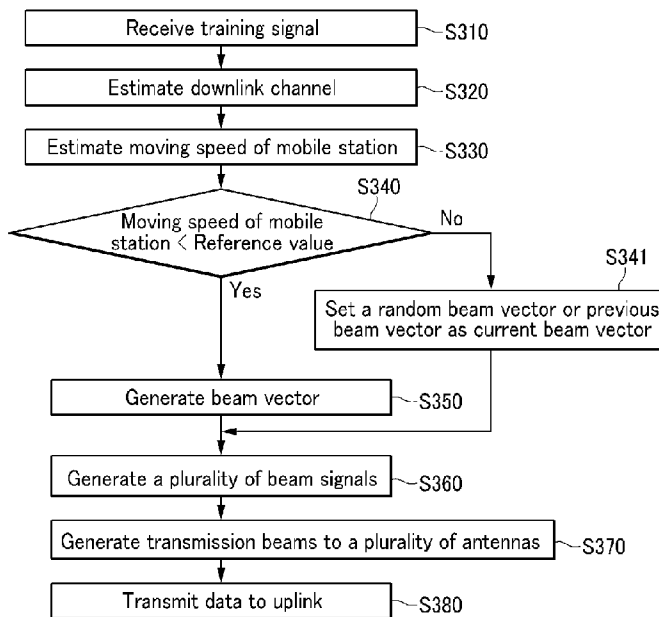 Receive training signal
S310
Estimate downlink channel
S320
Estimate moving speed of mobile station
S330
S340
Moving speed of mobile
station < Reference value
No
Yes
S341
Set a random beam vector or previous
beam vector as current beam vector
Generate beam vector
S350
Generate a plurality of beam signals
S360
Generate transmission beams to a plurality of antennas
S370
Transmit data to uplink
S380